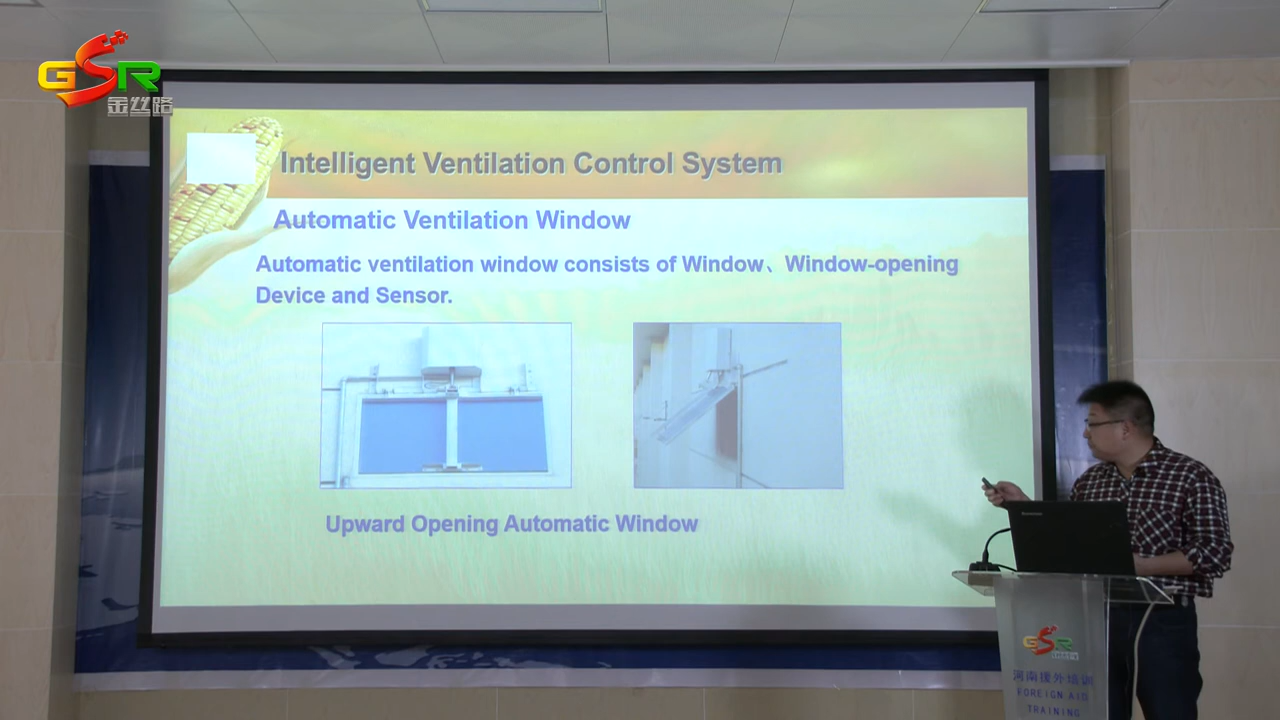 GSR
金丝路
Intelligent Ventilation Control System
Automatic Ventilation Window
Automatic ventilation window consists of Window、Window-opening
Device and Sensor.
Upward Opening Automatic Window
GSR
河南援外培训
FOREIGN AID
TRAINING